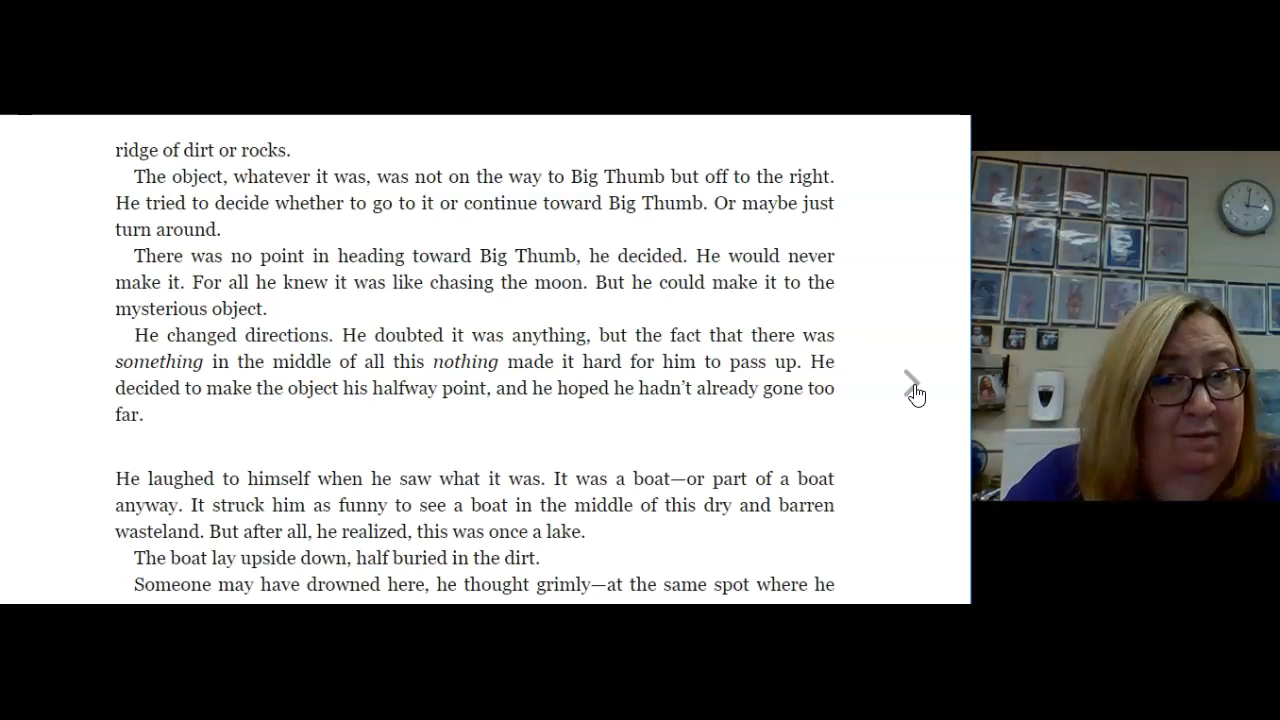 ridge of dirt or rocks.
The object, whatever it was, was not on the way to Big Thumb but off to the right.
He tried to decide whether to go to it or continue toward Big Thumb. Or maybe just
turn around.
There was no point in heading toward Big Thumb, he decided. He would never
make it. For all he knew it was like chasing the moon. But he could make it to the
mysterious object.
He changed directions. He doubted it was anything, but the fact that there was
something in the middle of all this nothing made it hard for him to pass up. He
decided to make the object his halfway point, and he hoped he hadn’t already gone too
far.
He laughed to himself when he saw what it was. It was a boat—or part of a boat
anyway. It struck him as funny to see a boat in the middle of this dry and barren
wasteland. But after all, he realized, this was once a lake.
The boat lay upside down, half buried in the dirt.
Someone may have drowned here, he thought grimly—at the same spot where he